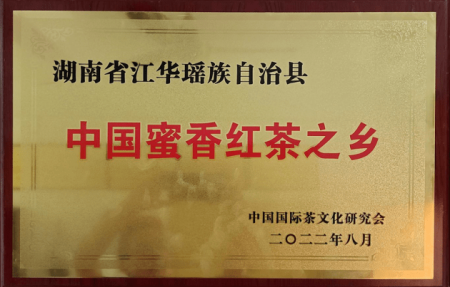 湖南省江华瑶族自治县
中国蜜香红茶之乡
中国国际茶文化研究会
二〇二二年八月